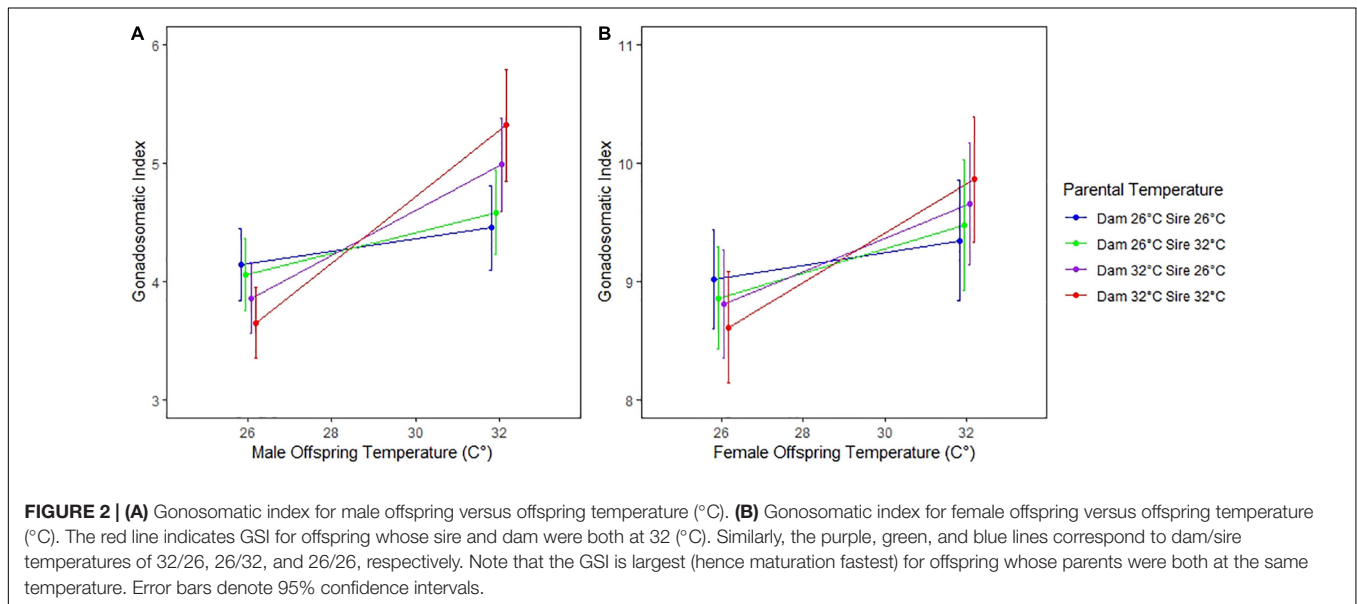 A
6
5
4
3
Gonadosomatic Index
26
28
30
32
Male Offspring Temperature (C°)
B
11
10
9
8
Gonadosomatic Index
26
28
30
32
Female Offspring Temperature (C°)
Parental Temperature
Dam 26°C Sire 26°C
Dam 26°C Sire 32°C
Dam 32°C Sire 26°C
Dam 32°C Sire 32°C
FIGURE 2 | (A) Gonosomatic index for male offspring versus offspring temperature (°C). (B) Gonosomatic index for female offspring versus offspring temperature
(°C). The red line indicates GSI for offspring whose sire and dam were both at 32 (°C). Similarly, the purple, green, and blue lines correspond to dam/sire
temperatures of 32/26, 26/32, and 26/26, respectively. Note that the GSI is largest (hence maturation fastest) for offspring whose parents were both at the same
temperature. Error bars denote 95% confidence intervals.